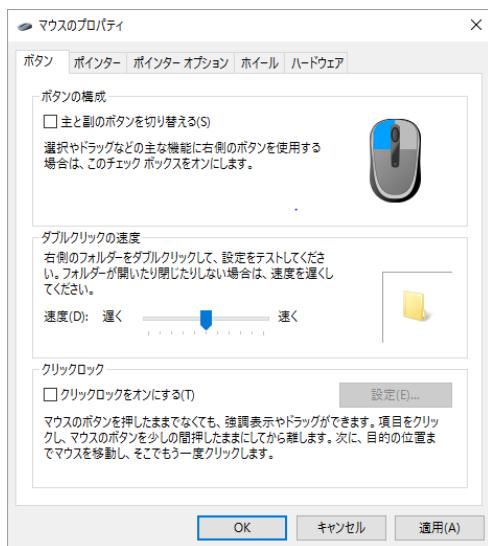 マウスのプロパティ
ボタン ポインター ポインター オプション ホイール ハードウェア
ボタンの構成
主と副のボタンを切り替える(S)
選択やドラッグなどの主な機能に右側のボタンを使用する
場合は、このチェック ボックスをオンにします。
ダブルクリックの速度
右側のフォルダーをダブルクリックして、設定をテストしてくださ
い。フォルダーが開いたり閉じたりしない場合は、速度を遅くし
てください。
速度(D): 遅く 速く
クリックロック
クリックロックをオンにする(T)
設定(E)...
マウスのボタンを押したままでなくても、強調表示やドラッグができます。項目をクリッ
クし、マウスのボタンを少しの間押したままにしてから離します。次に、目的の位置ま
でマウスを移動し、そこでもう一度クリックします。
OK キャンセル 適用(A)